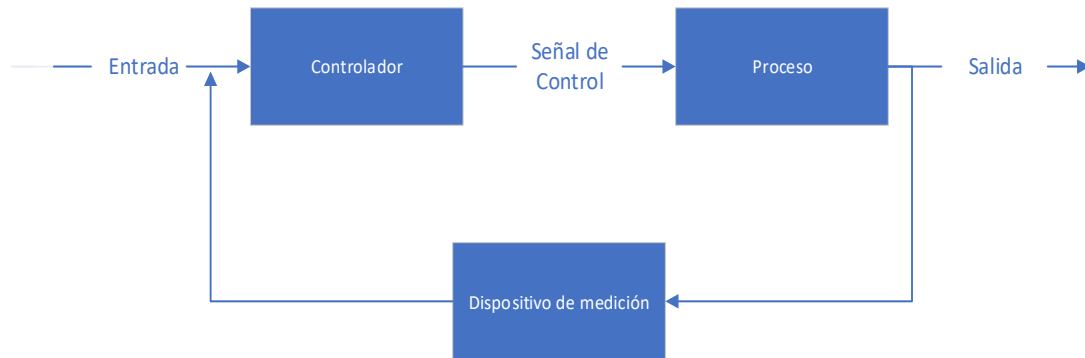 Entrada
Controlador
Señal de
Control
Proceso
Salida
Dispositivo de medición